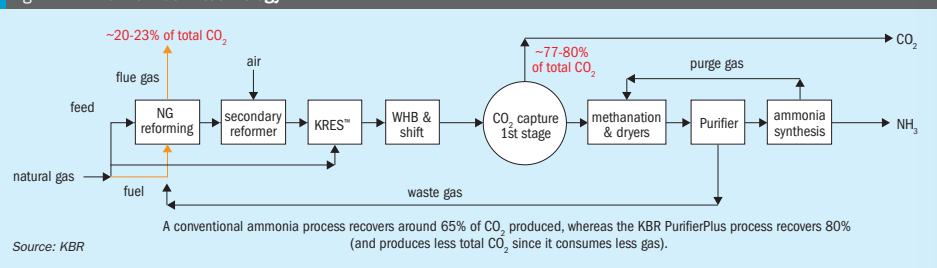 ~20-23% of total CO₂
flue gas
air
~77-80%
of total CO₂
CO₂
purge gas
feed
NG
reforming
secondary
reformer
KRES™
WHB &
shift
CO₂ capture
1st stage
methanation
& dryers
Purifier
ammonia
synthesis
NH₃
natural gas
fuel
waste gas
A conventional ammonia process recovers around 65% of CO₂ produced, whereas the KBR PurifierPlus process recovers 80%
(and produces less total CO₂ since it consumes less gas).
Source: KBR